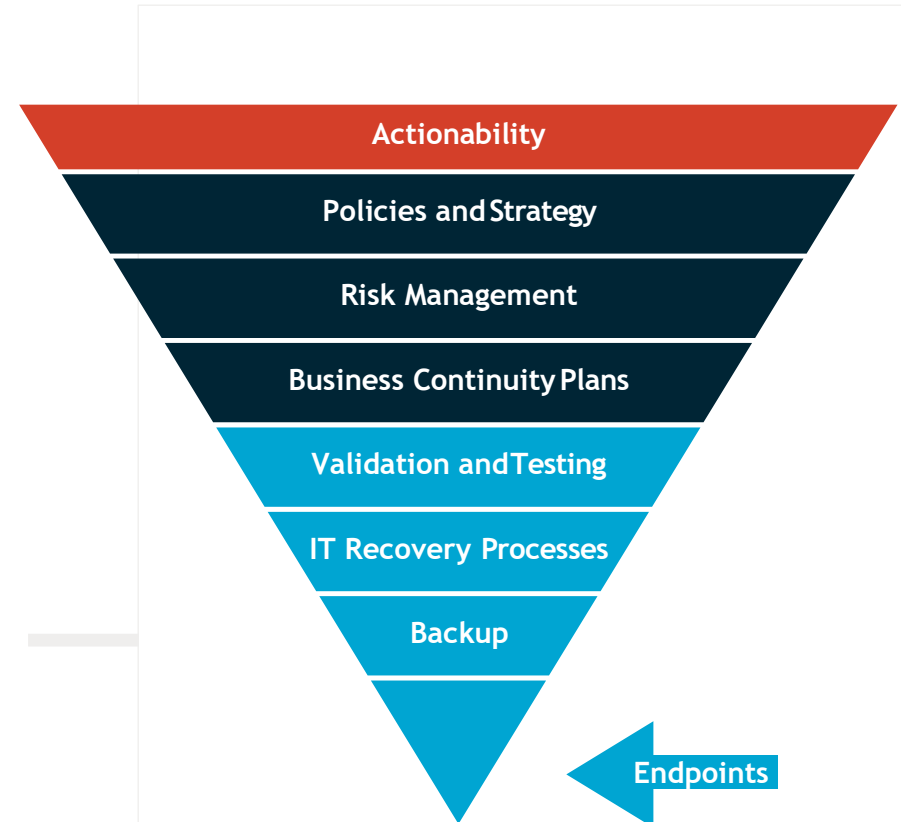 Actionability
Policies and Strategy
Risk Management
Business Continuity Plans
Validation and Testing
IT Recovery Processes
Backup
Endpoints